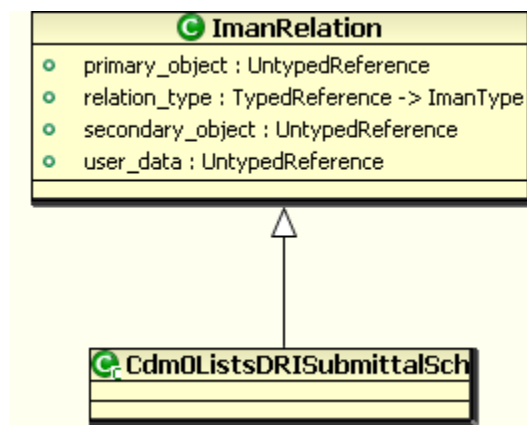 ImanRelation
primary_object : UntypedReference
relation_type : TypedReference -> ImanType
secondary_object : UntypedReference
user_data : UntypedReference
Cdm0ListsDRISubmittalSch